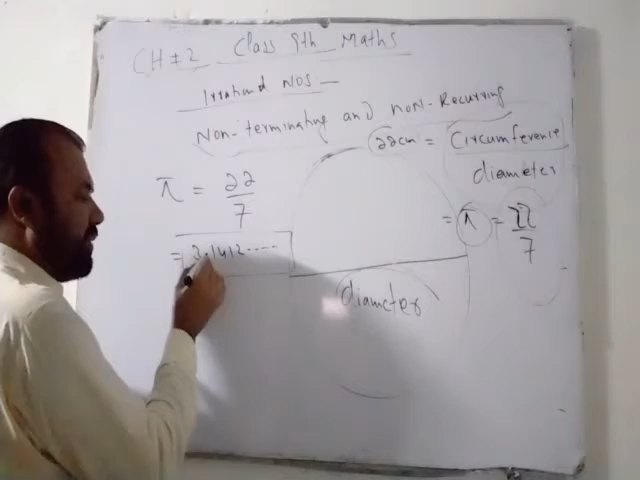 CH # 2 Class 9th Maths
Irrational NOS -
Non-terminating and non-Recurring
22cm = Circumference
diameter
π = 22
7
= π = 22
7
= 3.1412.....
diameter